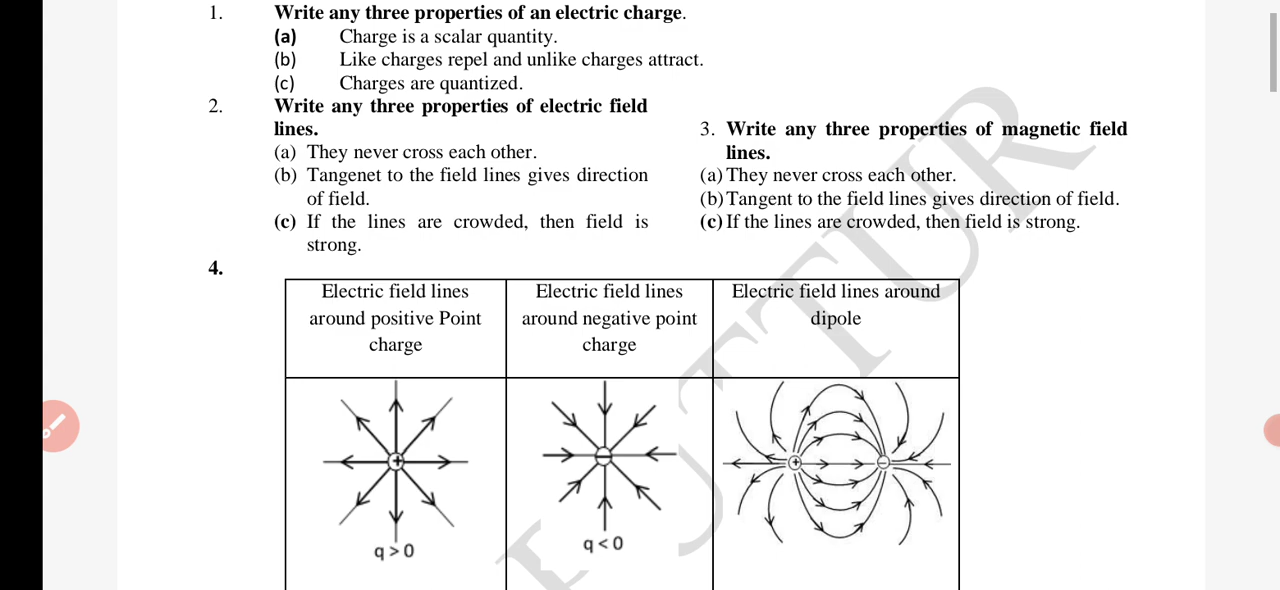 1. Write any three properties of an electric charge.
(a) Charge is a scalar quantity.
(b) Like charges repel and unlike charges attract.
(c) Charges are quantized.
2. Write any three properties of electric field
lines.
(a) They never cross each other.
(b) Tangenet to the field lines gives direction
of field.
(c) If the lines are crowded, then field is
strong.
3. Write any three properties of magnetic field
lines.
(a) They never cross each other.
(b) Tangent to the field lines gives direction of field.
(c) If the lines are crowded, then field is strong.
4.
Electric field lines
around positive Point
charge
Electric field lines
around negative point
charge
Electric field lines around
dipole
+
q > 0
−
q < 0
+
−
TTUR